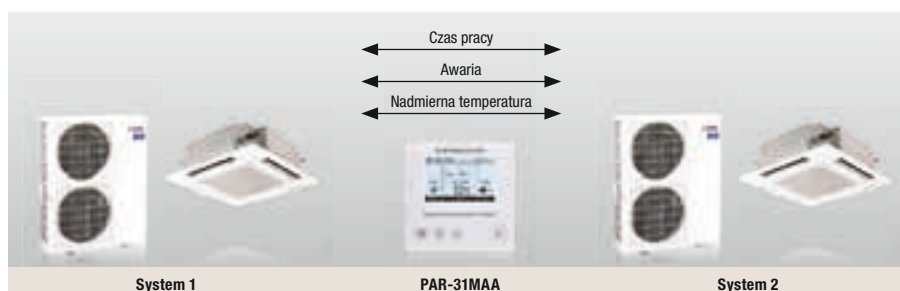 Czas pracy
Awaria
Nadmierna temperatura
System 1
PAR-31MAA
System 2